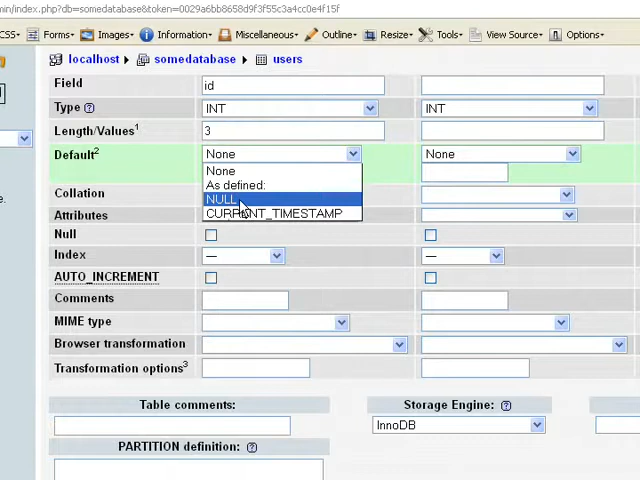 min/index.php?db=somedatabase&token=0029a6bb8658d9f3f55c3a4cc0e4f15f
CSS Forms Images Information Miscellaneous Outline Resize Tools View Source Options
localhost somedatabase users
Field id
Type INT INT
Length/Values1 3
Default2 None None
None
As defined:
NULL
CURRENT_TIMESTAMP
Collation
Attributes
Null
Index — —
AUTO_INCREMENT
Comments
MIME type
Browser transformation
Transformation options3
Table comments: Storage Engine:
InnoDB
PARTITION definition:
s.